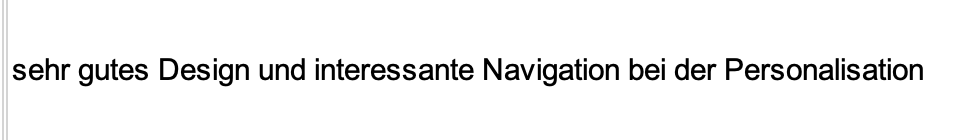 sehr gutes Design und interessante Navigation bei der Personalisation